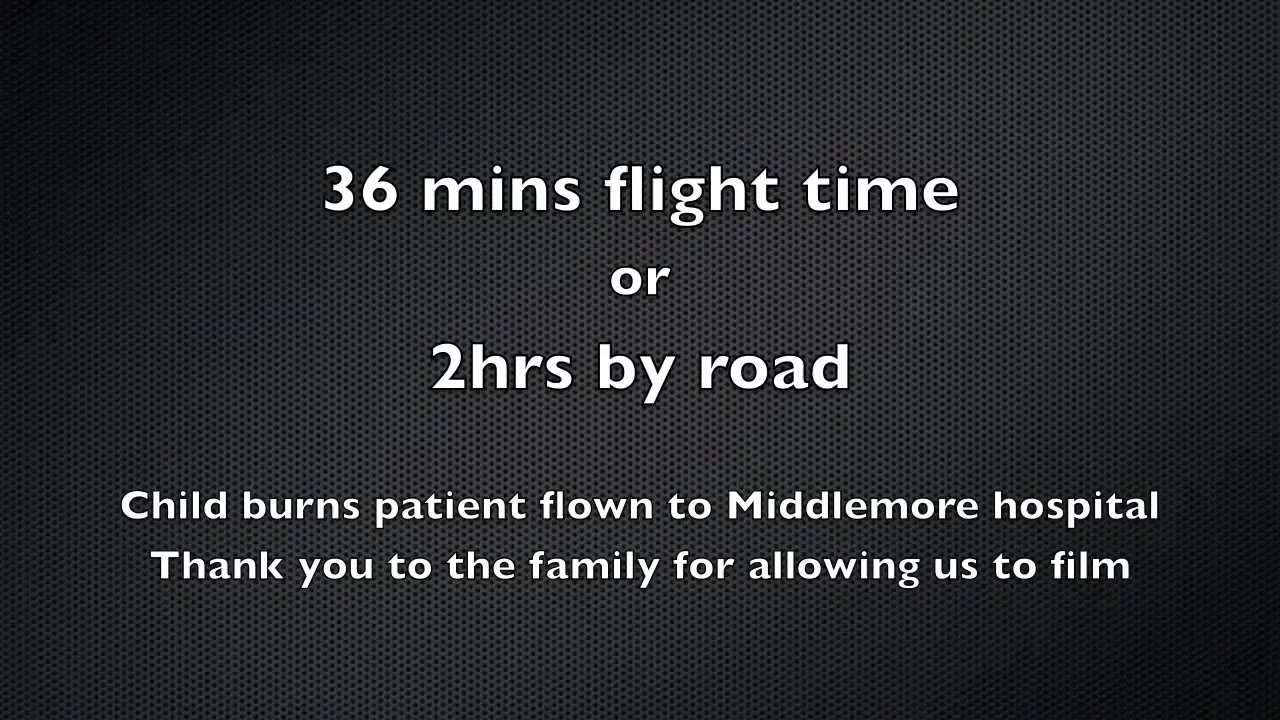 36 mins flight time
or
2hrs by road
Child burns patient flown to Middlemore hospital
Thank you to the family for allowing us to film